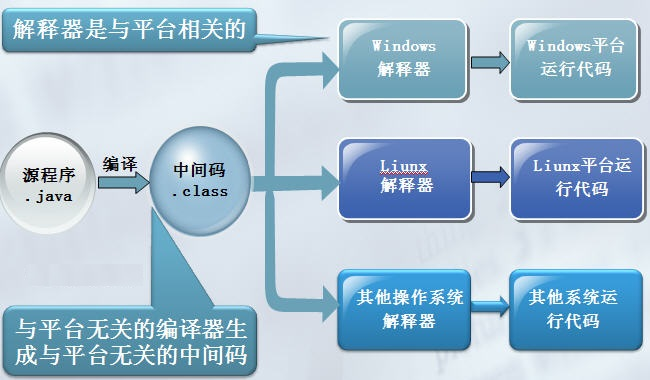 解释器是与平台相关的
Windows
解释器
Windows平台
运行代码
源程序
.java
编译
中间码
.class
Liunx
解释器
Liunx平台运
行代码
与平台无关的编译器生
成与平台无关的中间码
其他操作系统
解释器
其他系统运
行代码